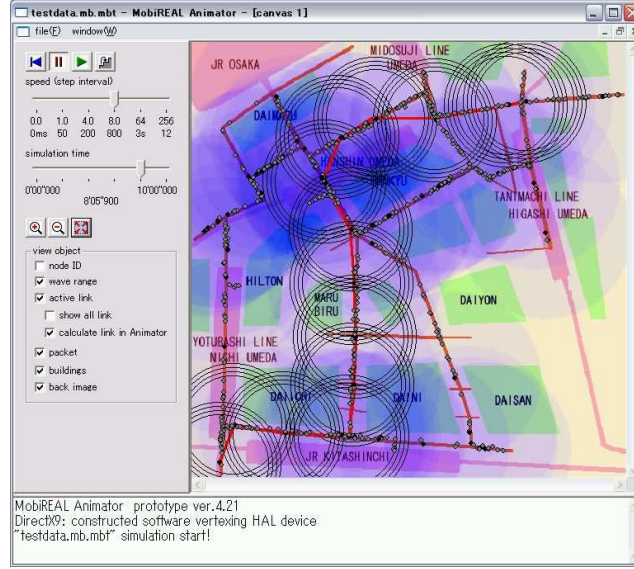 testdata.mb.mbt - MobiREAL Animator - [canvas 1]
file(F) window(W)
speed (step interval)
0.0 1.0 4.0 8.0 64 256
0ms 50 200 800 3s 12
simulation time
0'00"000 10'00"000
8'05"900
view object
node ID
wave range
active link
show all link
calculate link in Animator
packet
buildings
back image
MIDOSUJI LINE
UMEDA
JR OSAKA
DAIMARU
HANSHIN UMEDA
HANKYU
TANIMACHI LINE
HIGASHI UMEDA
HILTON
MARU
BIRU
DAIYON
YOTUBASHI LINE
NISHI UMEDA
DAIICHI
DAINI
DAISAN
JR KITASHINCHI
MobiREAL Animator prototype ver.4.21
DirectX9: constructed software vertexing HAL device
"testdata.mb.mbt" simulation start!